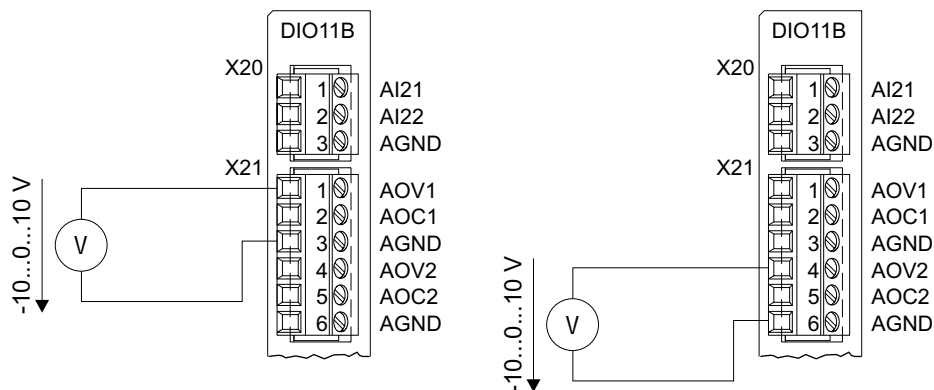 DIO11B
X20
1 AI21
2 AI22
3 AGND
X21
1 AOV1
2 AOC1
3 AGND
4 AOV2
5 AOC2
6 AGND
-10...0...10 V
V
DIO11B
X20
1 AI21
2 AI22
3 AGND
X21
1 AOV1
2 AOC1
3 AGND
4 AOV2
5 AOC2
6 AGND
-10...0...10 V
V